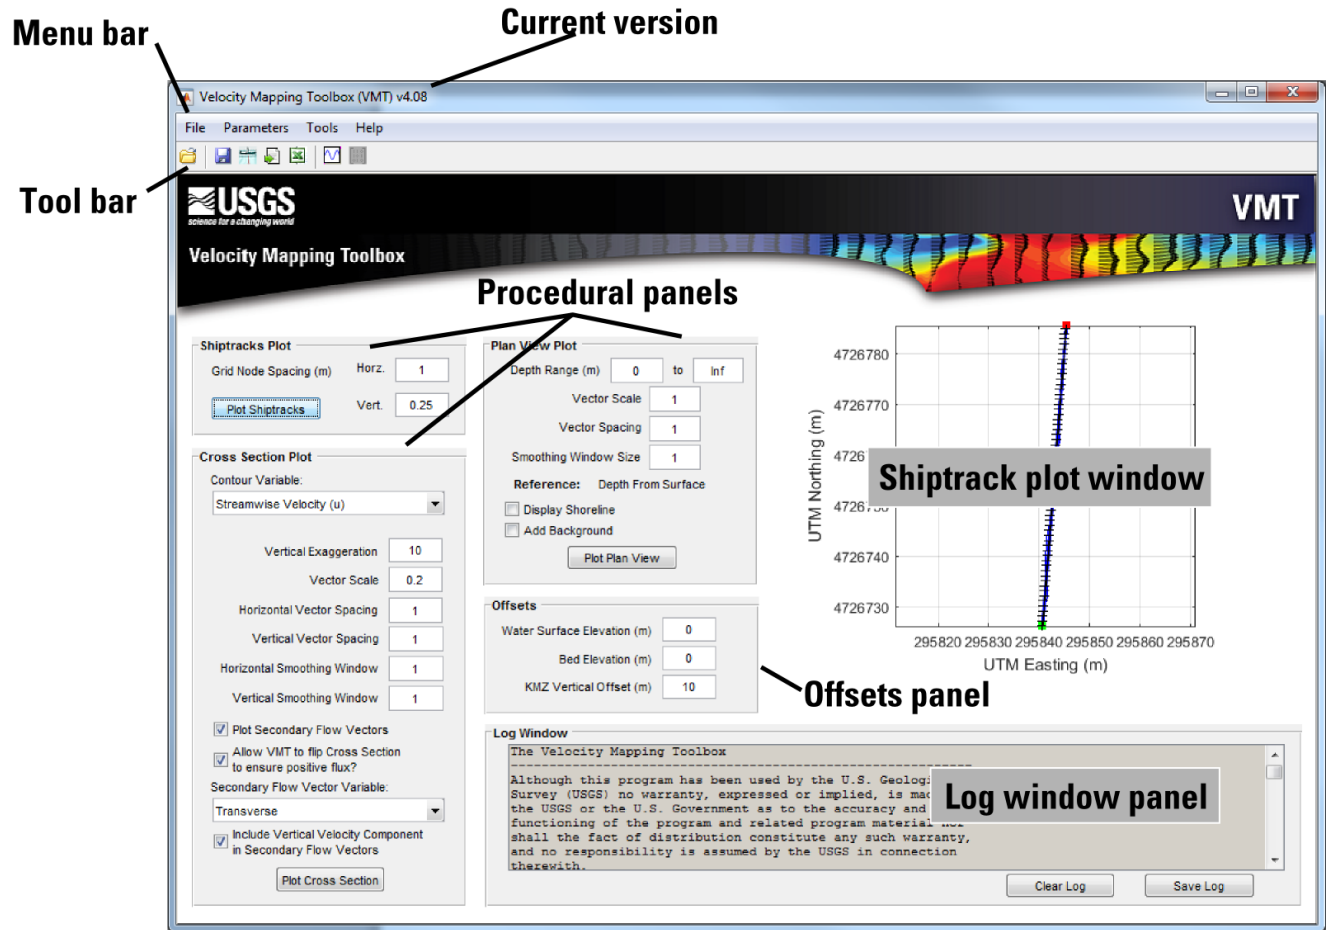 Current version
Menu bar
Velocity Mapping Toolbox (VMT) v4.08
File Parameters Tools Help
Tool bar
USGS
science for a changing world
VMT
Velocity Mapping Toolbox
Procedural panels
Shiptracks Plot
Grid Node Spacing (m) Horz. 1
Plot Shiptracks Vert. 0.25
Cross Section Plot
Contour Variable:
Streamwise Velocity (u)
Vertical Exaggeration 10
Vector Scale 0.2
Horizontal Vector Spacing 1
Vertical Vector Spacing 1
Horizontal Smoothing Window 1
Vertical Smoothing Window 1
Plot Secondary Flow Vectors
Allow VMT to flip Cross Section
to ensure positive flux?
Secondary Flow Vector Variable:
Transverse
Include Vertical Velocity Component
in Secondary Flow Vectors
Plot Cross Section
Plan View Plot
Depth Range (m) 0 to Inf
Vector Scale 1
Vector Spacing 1
Smoothing Window Size 1
Reference: Depth From Surface
Display Shoreline
Add Background
Plot Plan View
Offsets
Water Surface Elevation (m) 0
Bed Elevation (m) 0
KMZ Vertical Offset (m) 10
Offsets panel
UTM Northing (m)
4726780
4726770
Shiptrack plot window
4726740
4726730
295820 295830 295840 295850 295860 295870
UTM Easting (m)
Log Window
The Velocity Mapping Toolbox
Although this program has been used by the U.S.
Survey (USGS) no warranty, expressed or implied, is
the USGS or the U.S. Government as to the accuracy and
functioning of the program and related program material
shall the fact of distribution constitute any such warranty,
and no responsibility is assumed by the USGS in connection
therewith.
Log window panel
Clear Log Save Log